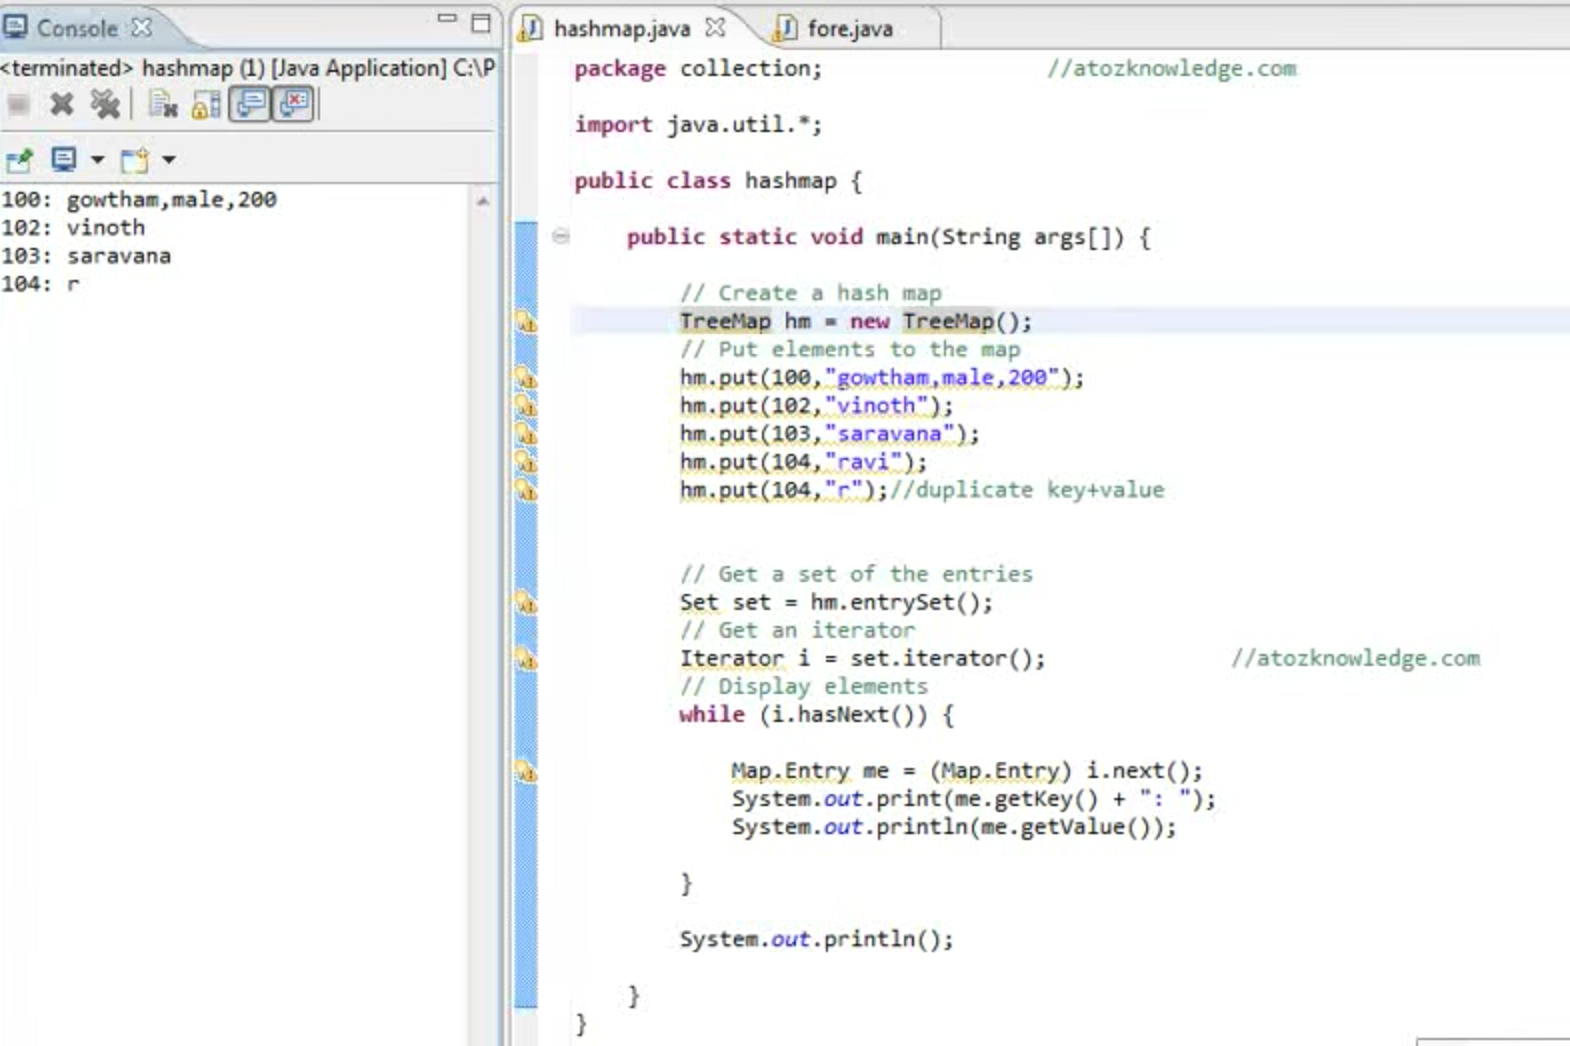 Console
<terminated> hashmap (1) [Java Application] C:\P
100: gowtham,male,200
102: vinoth
103: saravana
104: r
hashmap.java
fore.java
package collection; //atozknowledge.com
import java.util.*;
public class hashmap {
public static void main(String args[]) {
// Create a hash map
TreeMap hm = new TreeMap();
// Put elements to the map
hm.put(100,"gowtham,male,200");
hm.put(102,"vinoth");
hm.put(103,"saravana");
hm.put(104,"ravi");
hm.put(104,"r");//duplicate key+value
// Get a set of the entries
Set set = hm.entrySet();
// Get an iterator
Iterator i = set.iterator(); //atozknowledge.com
// Display elements
while (i.hasNext()) {
Map.Entry me = (Map.Entry) i.next();
System.out.print(me.getKey() + ": ");
System.out.println(me.getValue());
}
System.out.println();
}
}